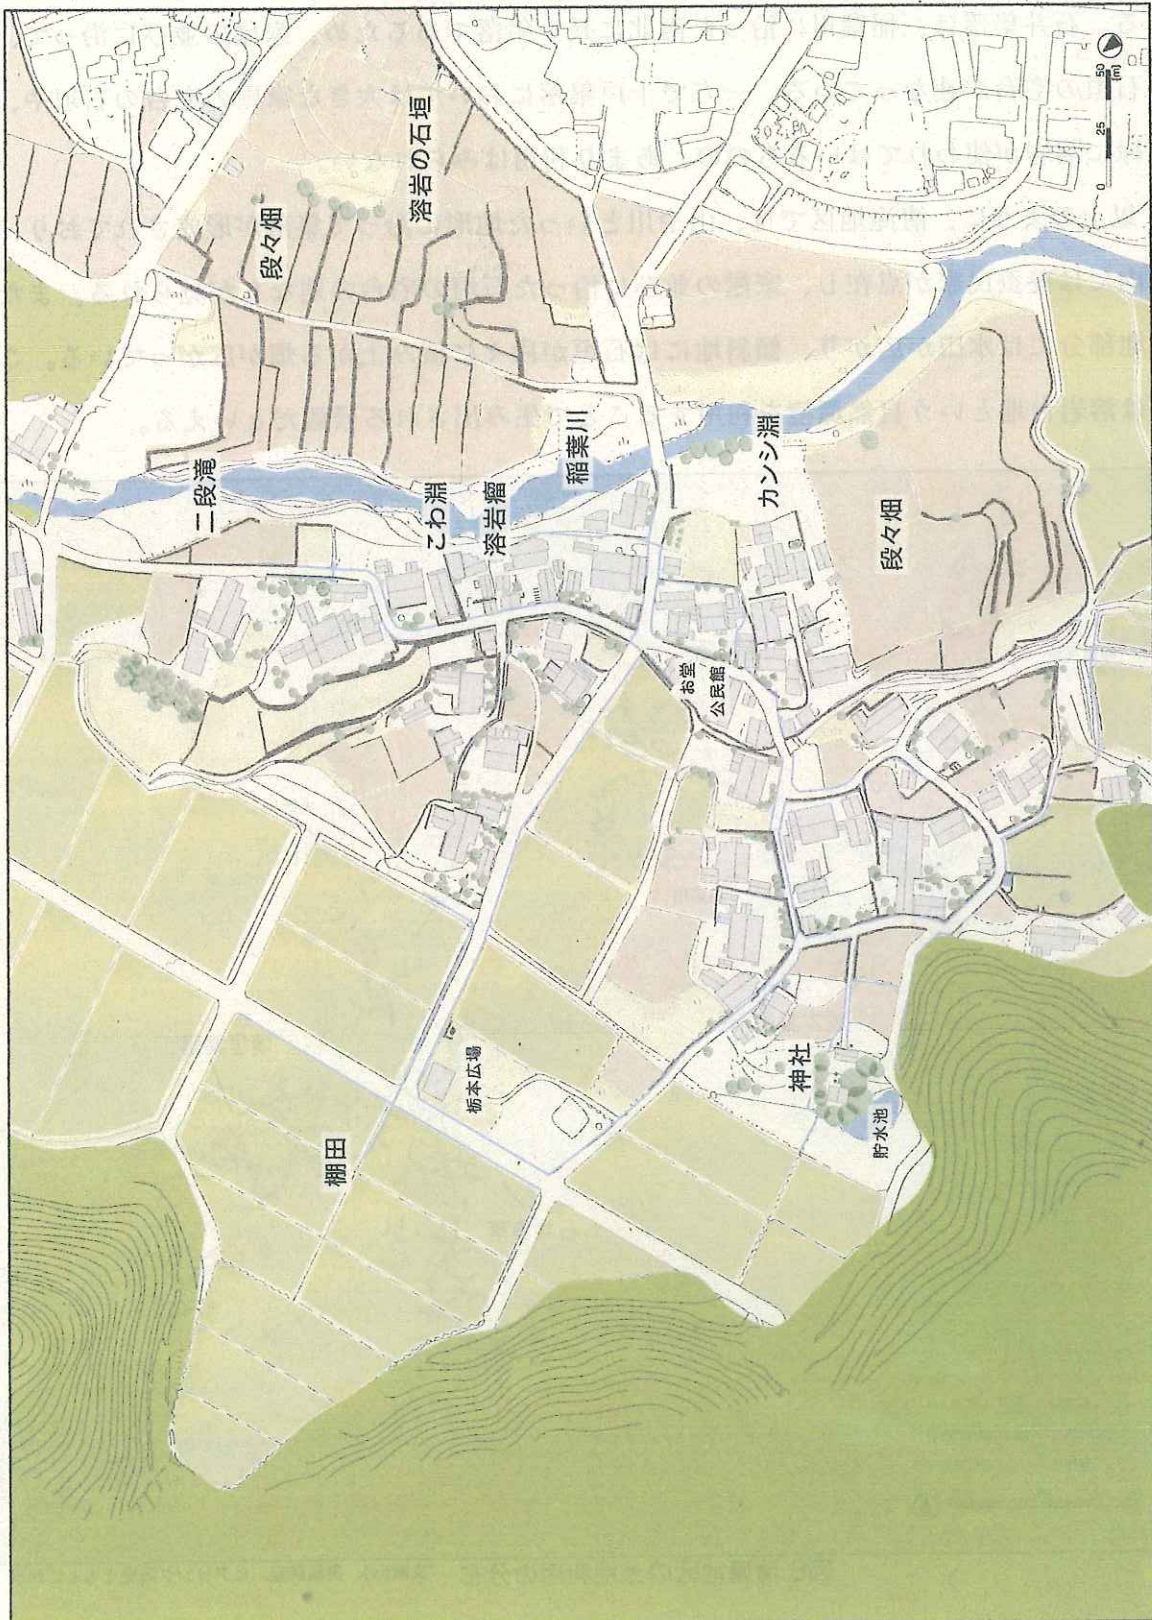 二段滝
段々畑
溶岩の石垣
こわ淵
溶岩瘤
稲葉川
カンシ淵
段々畑
お堂
公民館
棚田
栃本広場
神社
貯水池
0 25 50
[m]